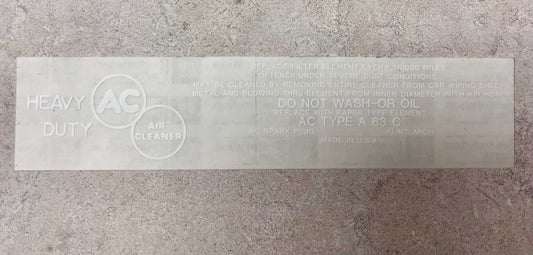 HEAVY
DUTY
AC
AIR
CLEANER
REPLACE FILTER ELEMENT EVERY 15,000 MILES
OFTENER UNDER SEVERE DUST CONDITIONS
MAY BE CLEANED BY REMOVING ENTIRE CLEANER FROM CAR WIPING SHEET
METAL AND BLOWING THRU ELEMENT FROM INNER DIAMETER WITH AIR HOSE
DO NOT WASH-OR OIL
REPLACE WITH PAPER TYPE ELEMENT
AC TYPE A 63 C
AC SPARK PLUG FLINT, MICH.
MADE IN U.S.A.